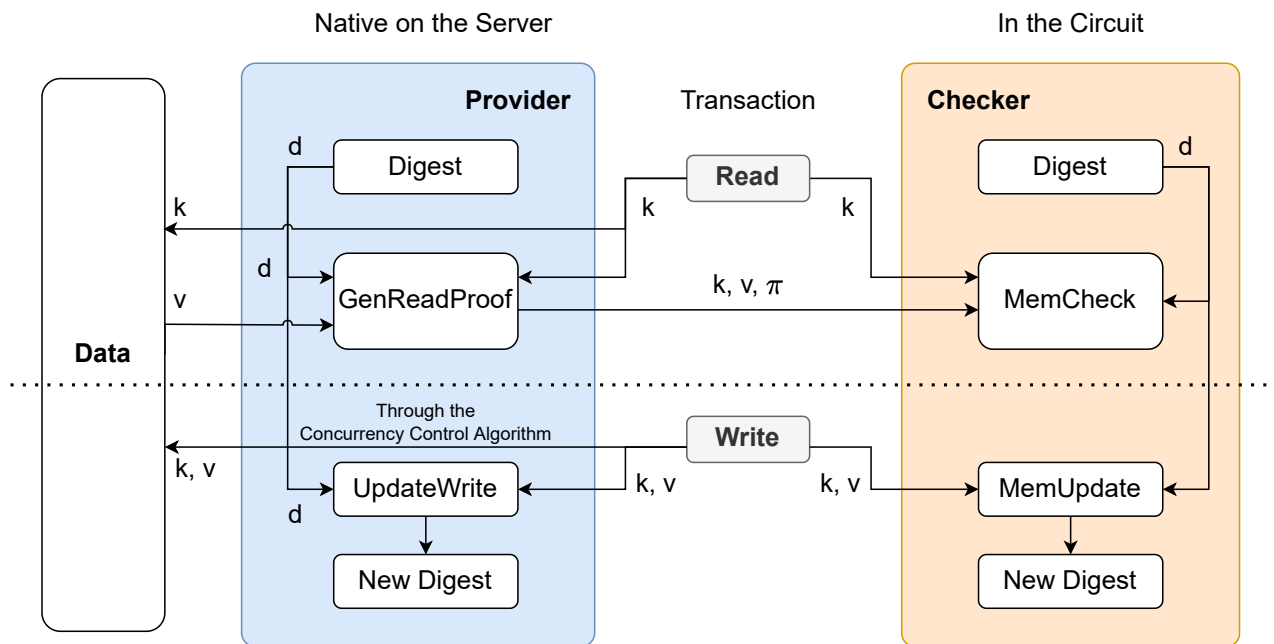 Native on the Server
In the Circuit
Provider
Transaction
Checker
d
Digest
Read
Digest
d
k
k
k
d
GenReadProof
k, v, π
MemCheck
v
Data
Through the
Concurrency Control Algorithm
Write
k, v
k, v
k, v
UpdateWrite
MemUpdate
d
New Digest
New Digest